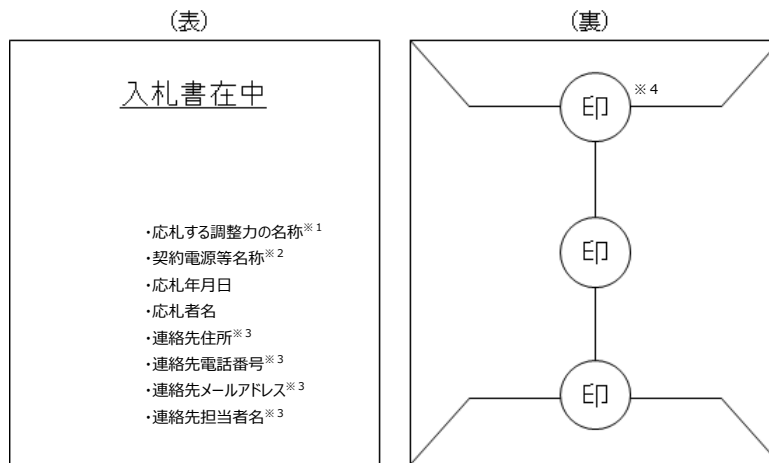 (表)
入札書在中
・応札する調整力の名称※1
・契約電源等名称※2
・応札年月日
・応札者名
・連絡先住所※3
・連絡先電話番号※3
・連絡先メールアドレス※3
・連絡先担当者名※3
(裏)
印 ※4
印
印